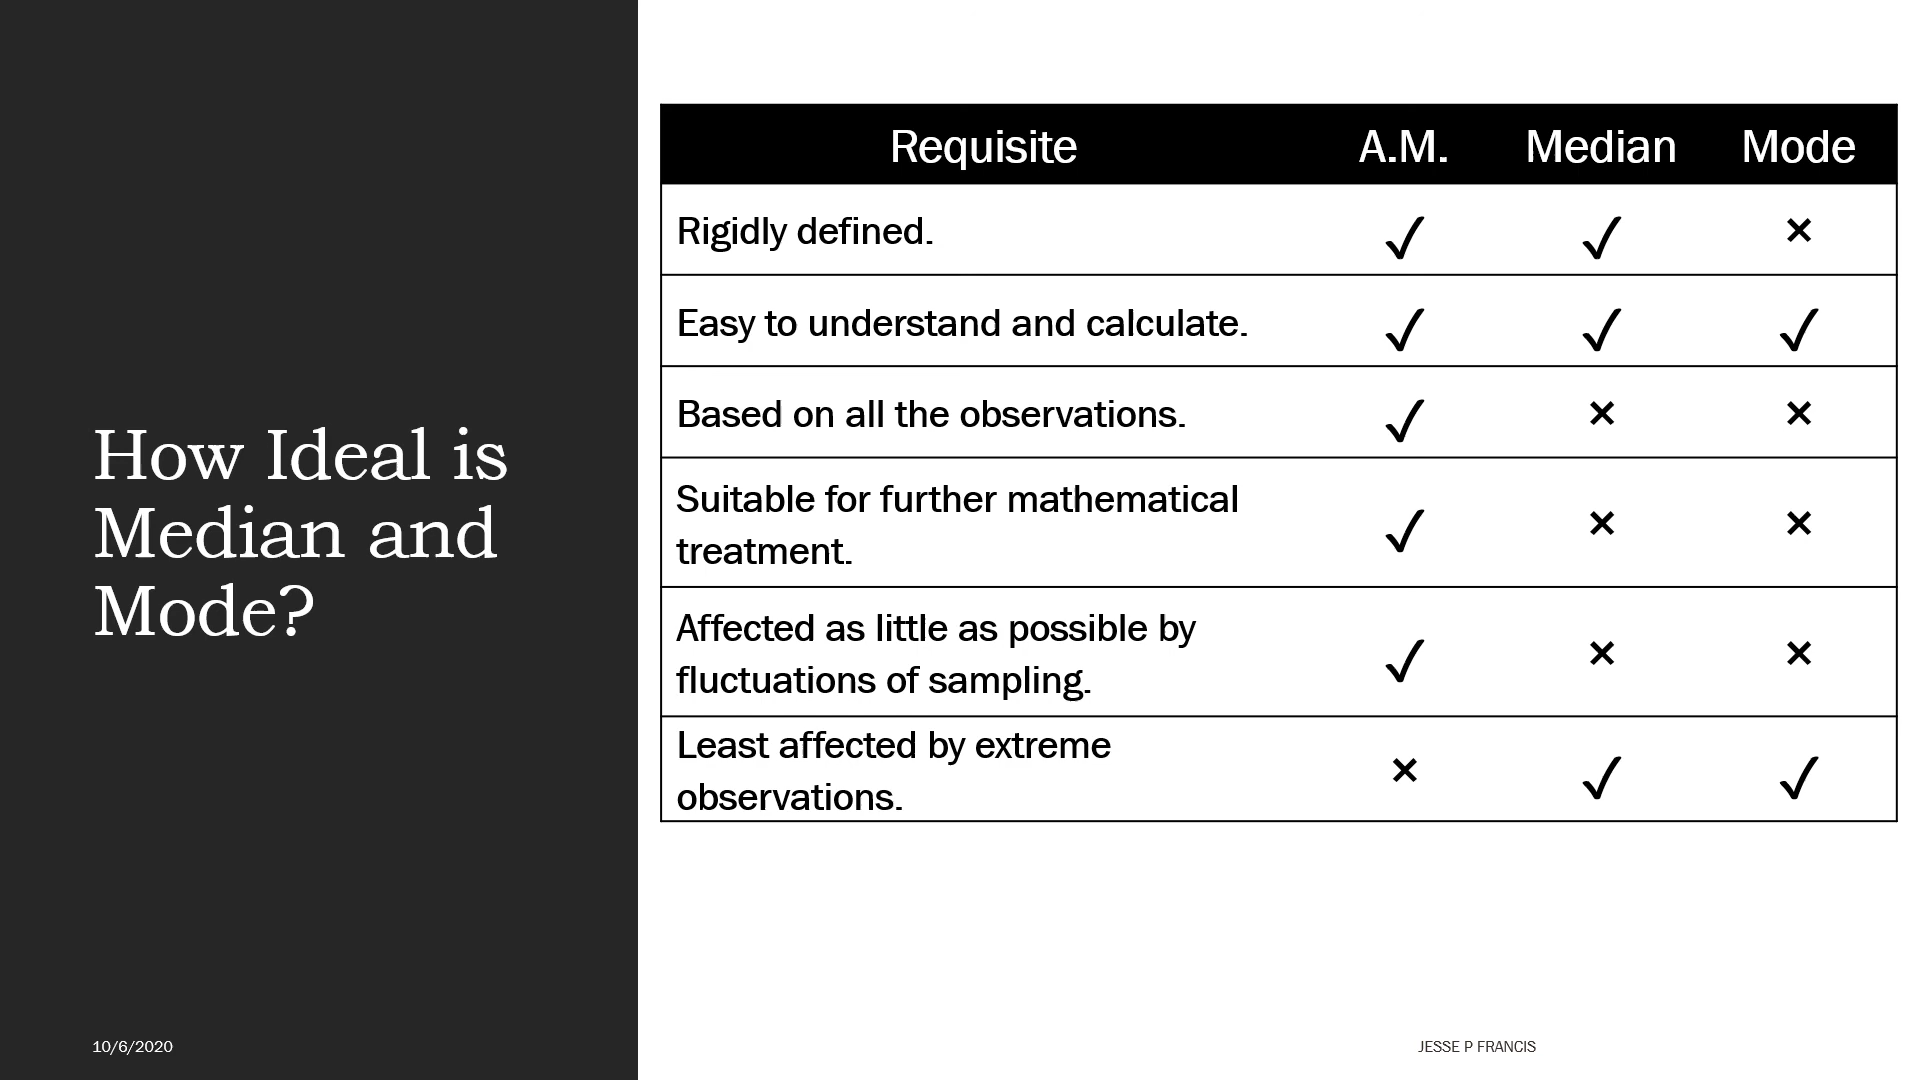 How Ideal is
Median and
Mode?
Requisite A.M. Median Mode
Rigidly defined. ✓ ✓ ×
Easy to understand and calculate. ✓ ✓ ✓
Based on all the observations. ✓ × ×
Suitable for further mathematical
treatment. ✓ × ×
Affected as little as possible by
fluctuations of sampling. ✓ × ×
Least affected by extreme
observations. × ✓ ✓
10/6/2020
JESSE P FRANCIS